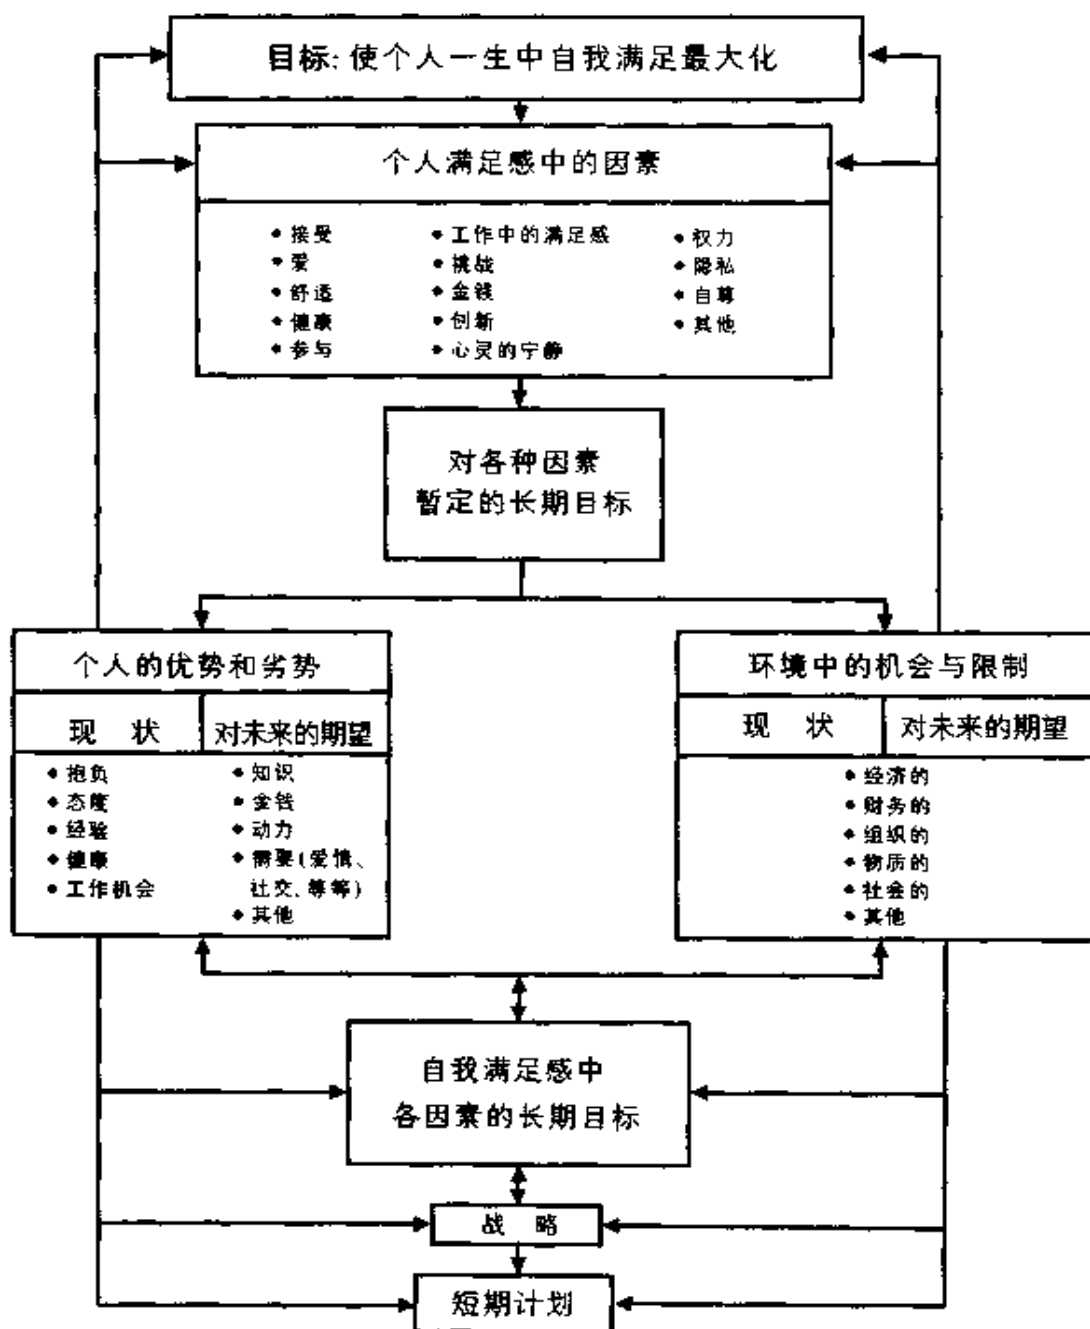 目标: 使个人一生中自我满足最大化
个人满足感中的因素
• 接受
• 爱
• 舒适
• 健康
• 参与
• 工作中的满足感
• 挑战
• 金钱
• 创新
• 心灵的宁静
• 权力
• 隐私
• 自尊
• 其他
对各种因素
暂定的长期目标
个人的优势和劣势
现 状
对未来的期望
• 抱负
• 态度
• 经验
• 健康
• 工作机会
• 知识
• 金钱
• 动力
• 需要(爱情、
社交、等等)
• 其他
环境中的机会与限制
现 状
对未来的期望
• 经济的
• 财务的
• 组织的
• 物质的
• 社会的
• 其他
自我满足感中
各因素的长期目标
战 略
短期计划